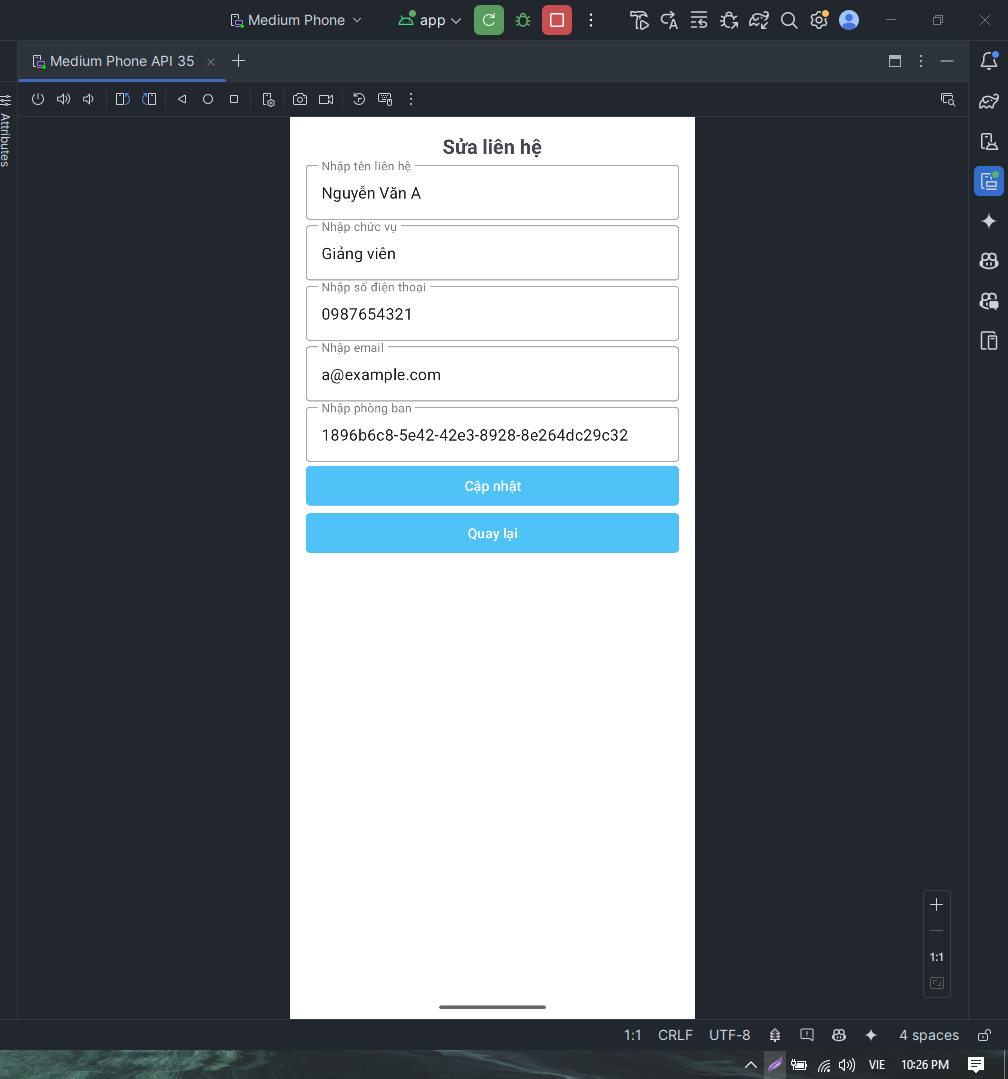 Medium Phone
app
Medium Phone API 35
Attributes
Sửa liên hệ
Nhập tên liên hệ
Nguyễn Văn A
Nhập chức vụ
Giảng viên
Nhập số điện thoại
0987654321
Nhập email
a@example.com
Nhập phòng ban
1896b6c8-5e42-42e3-8928-8e264dc29c32
Cập nhật
Quay lại
1:1
1:1 CRLF UTF-8 4 spaces
VIE 10:26 PM